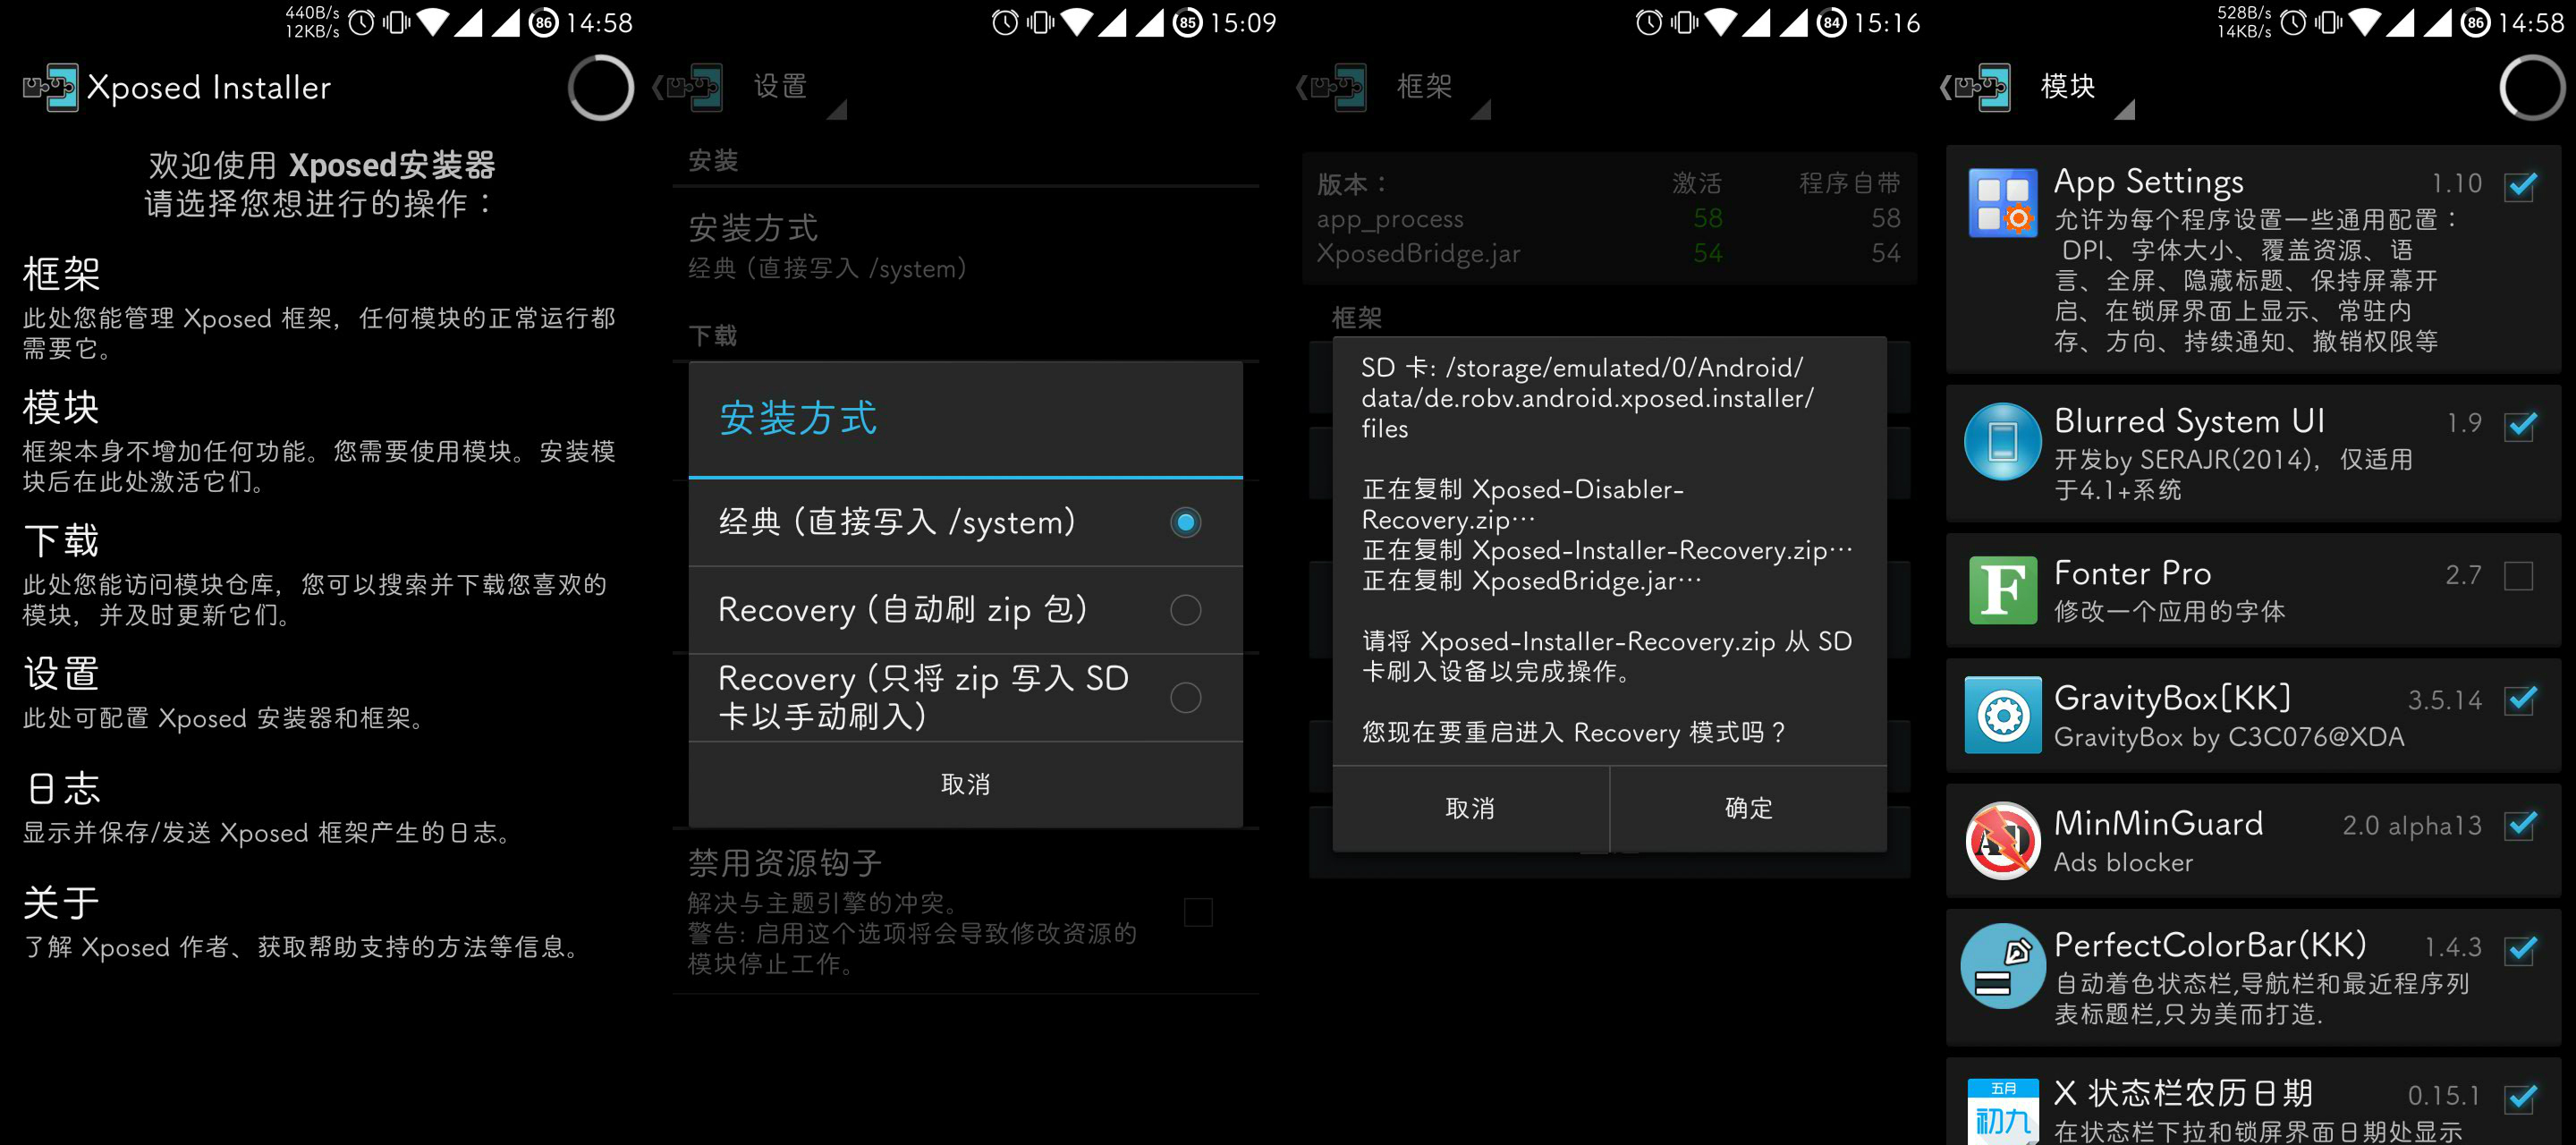 440B/s
12KB/s
86
14:58
Xposed Installer
欢迎使用 Xposed安装器
请选择您想进行的操作：
框架
此处您能管理 Xposed 框架，任何模块的正常运行都
需要它。
模块
框架本身不增加任何功能。您需要使用模块。安装模
块后在此处激活它们。
下载
此处您能访问模块仓库，您可以搜索并下载您喜欢的
模块，并及时更新它们。
设置
此处可配置 Xposed 安装器和框架。
日志
显示并保存/发送 Xposed 框架产生的日志。
关于
了解 Xposed 作者、获取帮助支持的方法等信息。
85
15:09
设置
安装
安装方式
经典 (直接写入 /system)
下载
安装方式
经典 (直接写入 /system)
Recovery (自动刷 zip 包)
Recovery (只将 zip 写入 SD
卡以手动刷入)
取消
禁用资源钩子
解决与主题引擎的冲突。
警告: 启用这个选项将会导致修改资源的
模块停止工作。
84
15:16
框架
版本： 激活 程序自带
app_process 58 58
XposedBridge.jar 54 54
框架
SD 卡: /storage/emulated/0/Android/
data/de.robv.android.xposed.installer/
files
正在复制 Xposed-Disabler-
Recovery.zip…
正在复制 Xposed-Installer-Recovery.zip…
正在复制 XposedBridge.jar…
请将 Xposed-Installer-Recovery.zip 从 SD
卡刷入设备以完成操作。
您现在要重启进入 Recovery 模式吗？
取消 确定
528B/s
14KB/s
86
14:58
模块
App Settings 1.10
允许为每个程序设置一些通用配置：
DPI、字体大小、覆盖资源、语
言、全屏、隐藏标题、保持屏幕开
启、在锁屏界面上显示、常驻内
存、方向、持续通知、撤销权限等
Blurred System UI 1.9
开发by SERAJR(2014)，仅适用
于4.1+系统
F
Fonter Pro 2.7
修改一个应用的字体
GravityBox[KK] 3.5.14
GravityBox by C3C076@XDA
AD
MinMinGuard 2.0 alpha13
Ads blocker
PerfectColorBar(KK) 1.4.3
自动着色状态栏,导航栏和最近程序列
表标题栏,只为美而打造.
五月
初九
X 状态栏农历日期 0.15.1
在状态栏下拉和锁屏界面日期处显示